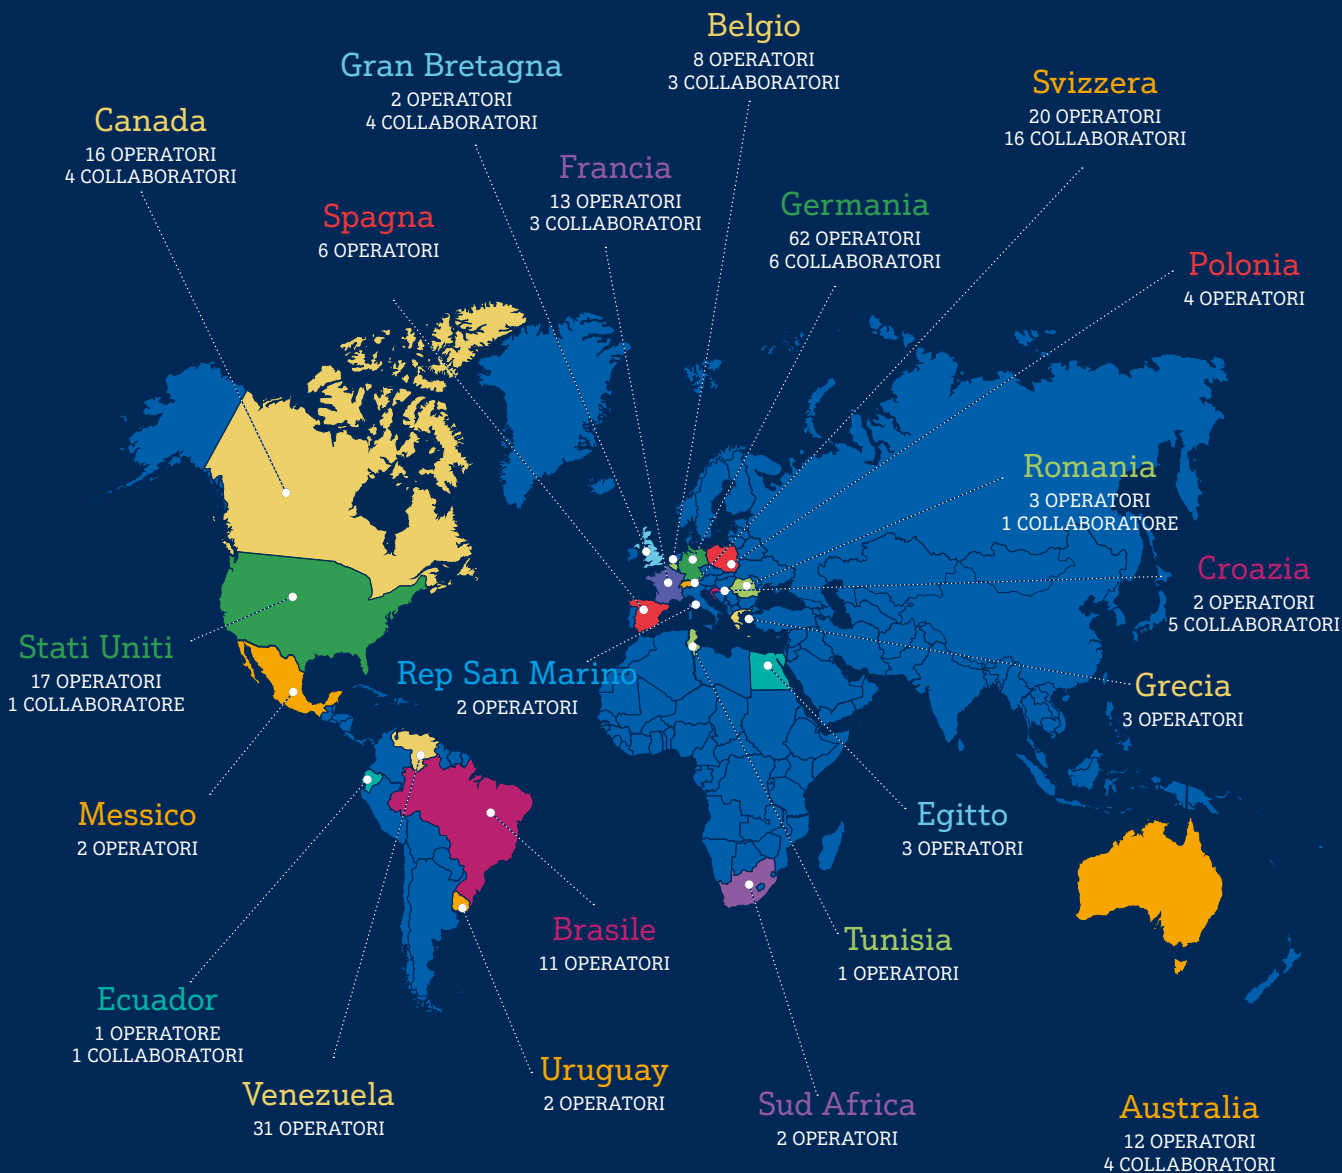 Belgio
8 OPERATORI
3 COLLABORATORI
Gran Bretagna
2 OPERATORI
4 COLLABORATORI
Svizzera
20 OPERATORI
16 COLLABORATORI
Canada
16 OPERATORI
4 COLLABORATORI
Francia
13 OPERATORI
3 COLLABORATORI
Spagna
6 OPERATORI
Germania
62 OPERATORI
6 COLLABORATORI
Polonia
4 OPERATORI
Romania
3 OPERATORI
1 COLLABORATORE
Croazia
2 OPERATORI
5 COLLABORATORI
Stati Uniti
17 OPERATORI
1 COLLABORATORE
Rep San Marino
2 OPERATORI
Grecia
3 OPERATORI
Messico
2 OPERATORI
Egitto
3 OPERATORI
Brasile
11 OPERATORI
Tunisia
1 OPERATORI
Ecuador
1 OPERATORE
1 COLLABORATORI
Venezuela
31 OPERATORI
Uruguay
2 OPERATORI
Sud Africa
2 OPERATORI
Australia
12 OPERATORI
4 COLLABORATORI